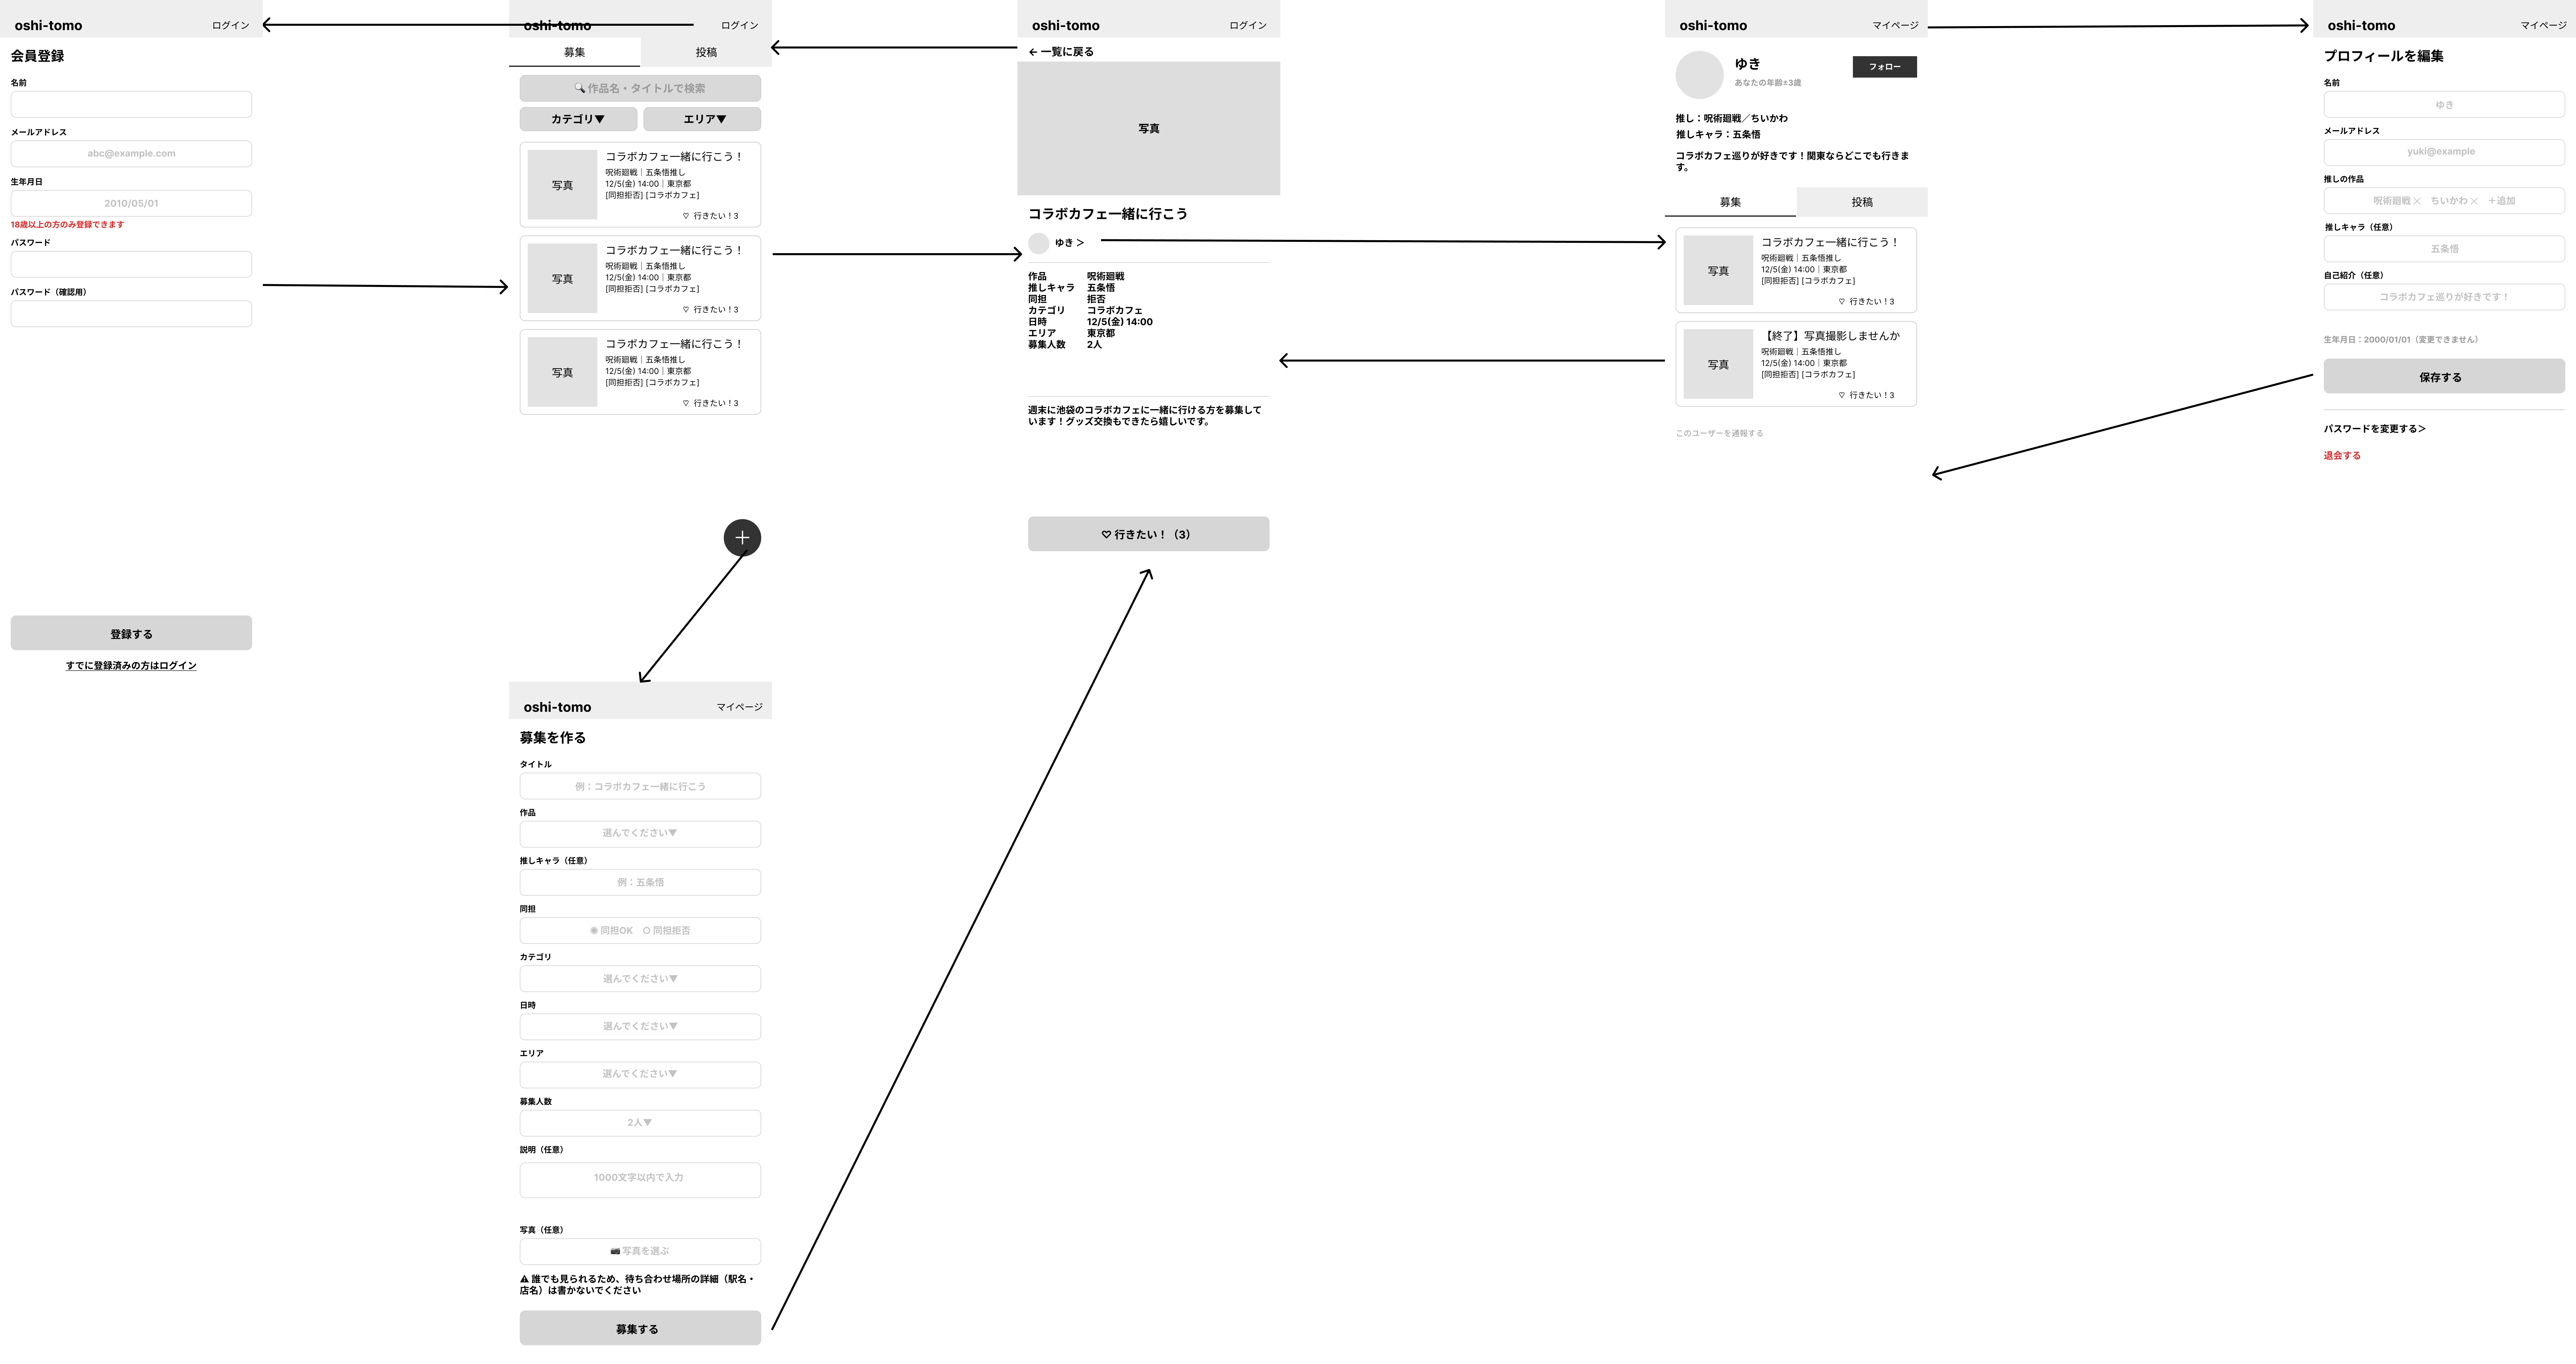 oshi-tomo
ログイン
会員登録
名前
メールアドレス
abc@example.com
生年月日
2010/05/01
18歳以上の方のみ登録できます
パスワード
パスワード（確認用）
登録する
すでに登録済みの方はログイン
oshi-tomo
ログイン
募集
投稿
🔍 作品名・タイトルで検索
カテゴリ▼
エリア▼
写真
コラボカフェ一緒に行こう！
呪術廻戦｜五条悟推し
12/5(金) 14:00｜東京都
[同担拒否] [コラボカフェ]
♡ 行きたい！3
写真
コラボカフェ一緒に行こう！
呪術廻戦｜五条悟推し
12/5(金) 14:00｜東京都
[同担拒否] [コラボカフェ]
♡ 行きたい！3
写真
コラボカフェ一緒に行こう！
呪術廻戦｜五条悟推し
12/5(金) 14:00｜東京都
[同担拒否] [コラボカフェ]
♡ 行きたい！3
＋
oshi-tomo
マイページ
募集を作る
タイトル
例：コラボカフェ一緒に行こう
作品
選んでください▼
推しキャラ（任意）
例：五条悟
同担
◉ 同担OK ○ 同担拒否
カテゴリ
選んでください▼
日時
選んでください▼
エリア
選んでください▼
募集人数
2人▼
説明（任意）
1000文字以内で入力
写真（任意）
📷 写真を選ぶ
⚠ 誰でも見られるため、待ち合わせ場所の詳細（駅名・
店名）は書かないでください
募集する
oshi-tomo
ログイン
← 一覧に戻る
写真
コラボカフェ一緒に行こう
ゆき ＞
作品 呪術廻戦
推しキャラ 五条悟
同担 拒否
カテゴリ コラボカフェ
日時 12/5(金) 14:00
エリア 東京都
募集人数 2人
週末に池袋のコラボカフェに一緒に行ける方を募集して
います！グッズ交換もできたら嬉しいです。
♡ 行きたい！（3）
oshi-tomo
マイページ
ゆき
あなたの年齢±3歳
フォロー
推し：呪術廻戦／ちいかわ
推しキャラ：五条悟
コラボカフェ巡りが好きです！関東ならどこでも行きま
す。
募集
投稿
写真
コラボカフェ一緒に行こう！
呪術廻戦｜五条悟推し
12/5(金) 14:00｜東京都
[同担拒否] [コラボカフェ]
♡ 行きたい！3
写真
【終了】写真撮影しませんか
呪術廻戦｜五条悟推し
12/5(金) 14:00｜東京都
[同担拒否] [コラボカフェ]
♡ 行きたい！3
このユーザーを通報する
oshi-tomo
マイページ
プロフィールを編集
名前
ゆき
メールアドレス
yuki@example
推しの作品
呪術廻戦× ちいかわ× ＋追加
推しキャラ（任意）
五条悟
自己紹介（任意）
コラボカフェ巡りが好きです！
生年月日：2000/01/01（変更できません）
保存する
パスワードを変更する＞
退会する